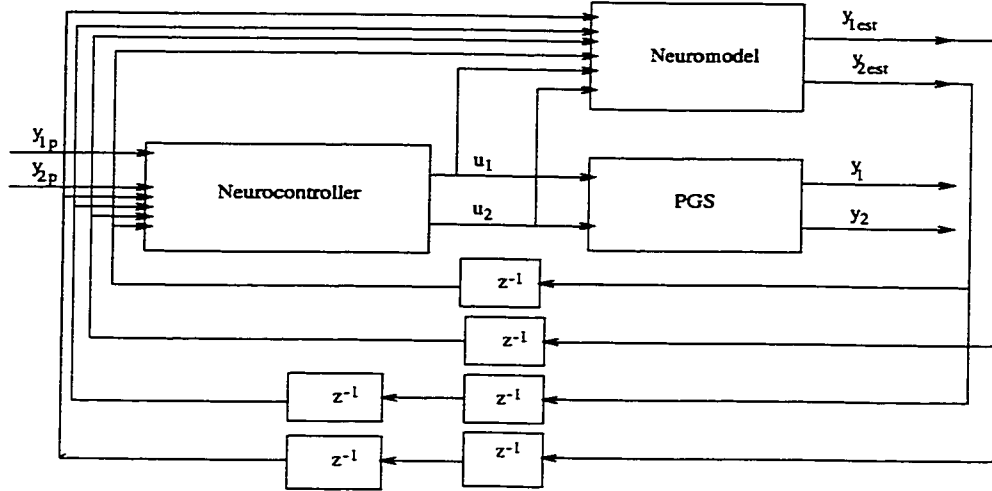 y1est
Neuromodel
y2est
y1p
y2p
Neurocontroller
u1
PGS
y1
u2
y2
z-1
z-1
z-1
z-1
z-1
z-1